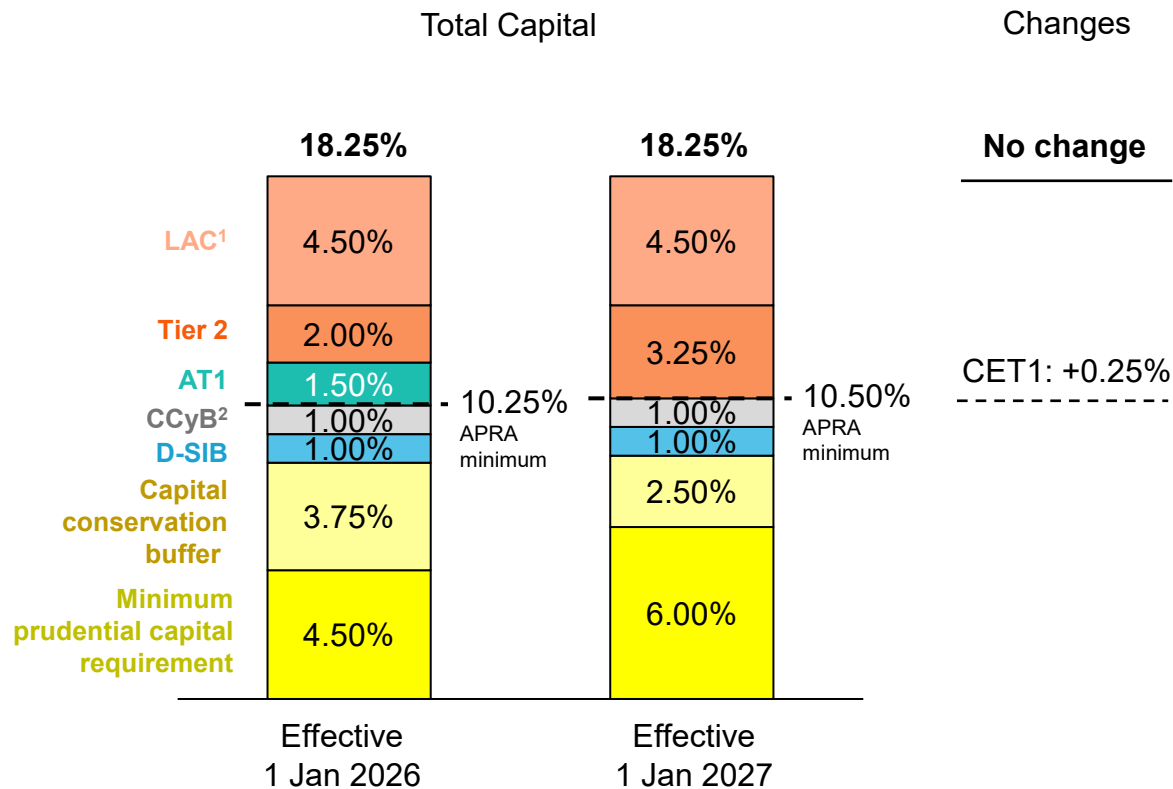 Total Capital
Changes
18.25%
18.25%
No change
LAC¹
4.50%
4.50%
Tier 2
2.00%
3.25%
AT1
1.50%
CET1: +0.25%
10.25%
APRA
minimum
10.50%
APRA
minimum
CCyB²
1.00%
1.00%
D-SIB
1.00%
1.00%
Capital
conservation
buffer
3.75%
2.50%
Minimum
prudential capital
requirement
4.50%
6.00%
Effective
1 Jan 2026
Effective
1 Jan 2027